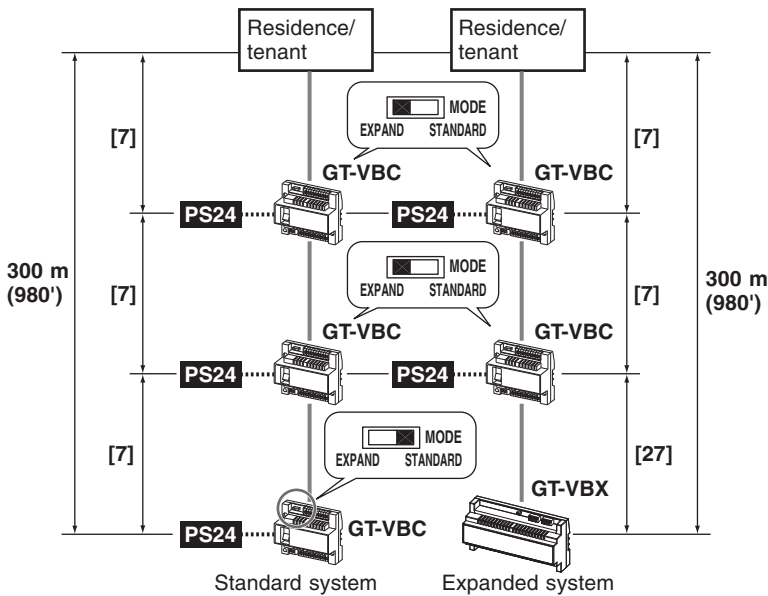 Residence/
tenant
Residence/
tenant
[7]
MODE
EXPAND STANDARD
[7]
GT-VBC
GT-VBC
PS24
PS24
300 m
(980')
[7]
MODE
EXPAND STANDARD
[7]
300 m
(980')
GT-VBC
GT-VBC
PS24
PS24
[7]
MODE
EXPAND STANDARD
[27]
GT-VBX
PS24
GT-VBC
Standard system
Expanded system